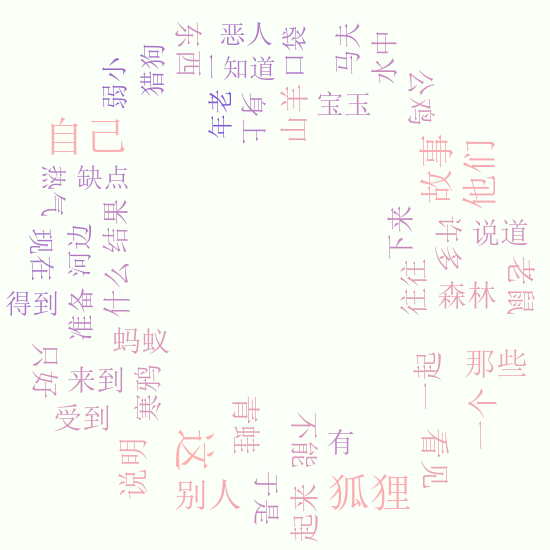 东西
恶人
口袋
马夫
水中
猎狗
一知道
弱小
年老
身上
山羊
宝玉
公鸡
自己
故事
他们
热气
缺点
结果
下来
许多
说道
现在
河边
得到
准备
什么
往往
森林
老鼠
蚂蚁
只好
来到
寒鸦
一起
那些
受到
一个
青蛙
不能
有
看见
说明
这
别人
于是
起来
狐狸